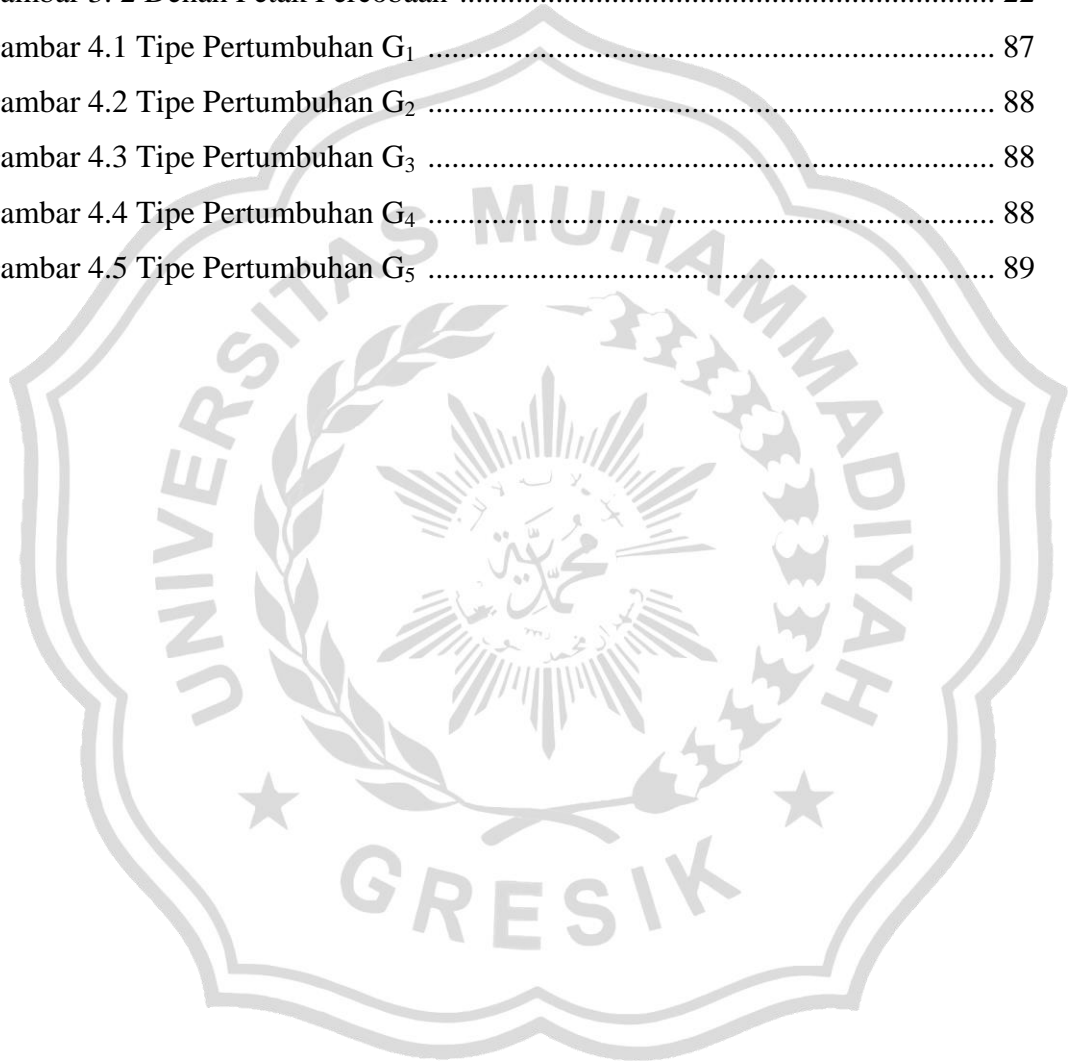 ambar 4.1 Tipe Pertumbuhan G₁ ........................................................................... 87
ambar 4.2 Tipe Pertumbuhan G₂ ........................................................................... 88
ambar 4.3 Tipe Pertumbuhan G₃ ........................................................................... 88
ambar 4.4 Tipe Pertumbuhan G₄ ........................................................................... 88
ambar 4.5 Tipe Pertumbuhan G₅ ........................................................................... 89
UNIVERSITAS MUHAMMADIYAH
محمد
GRESIK